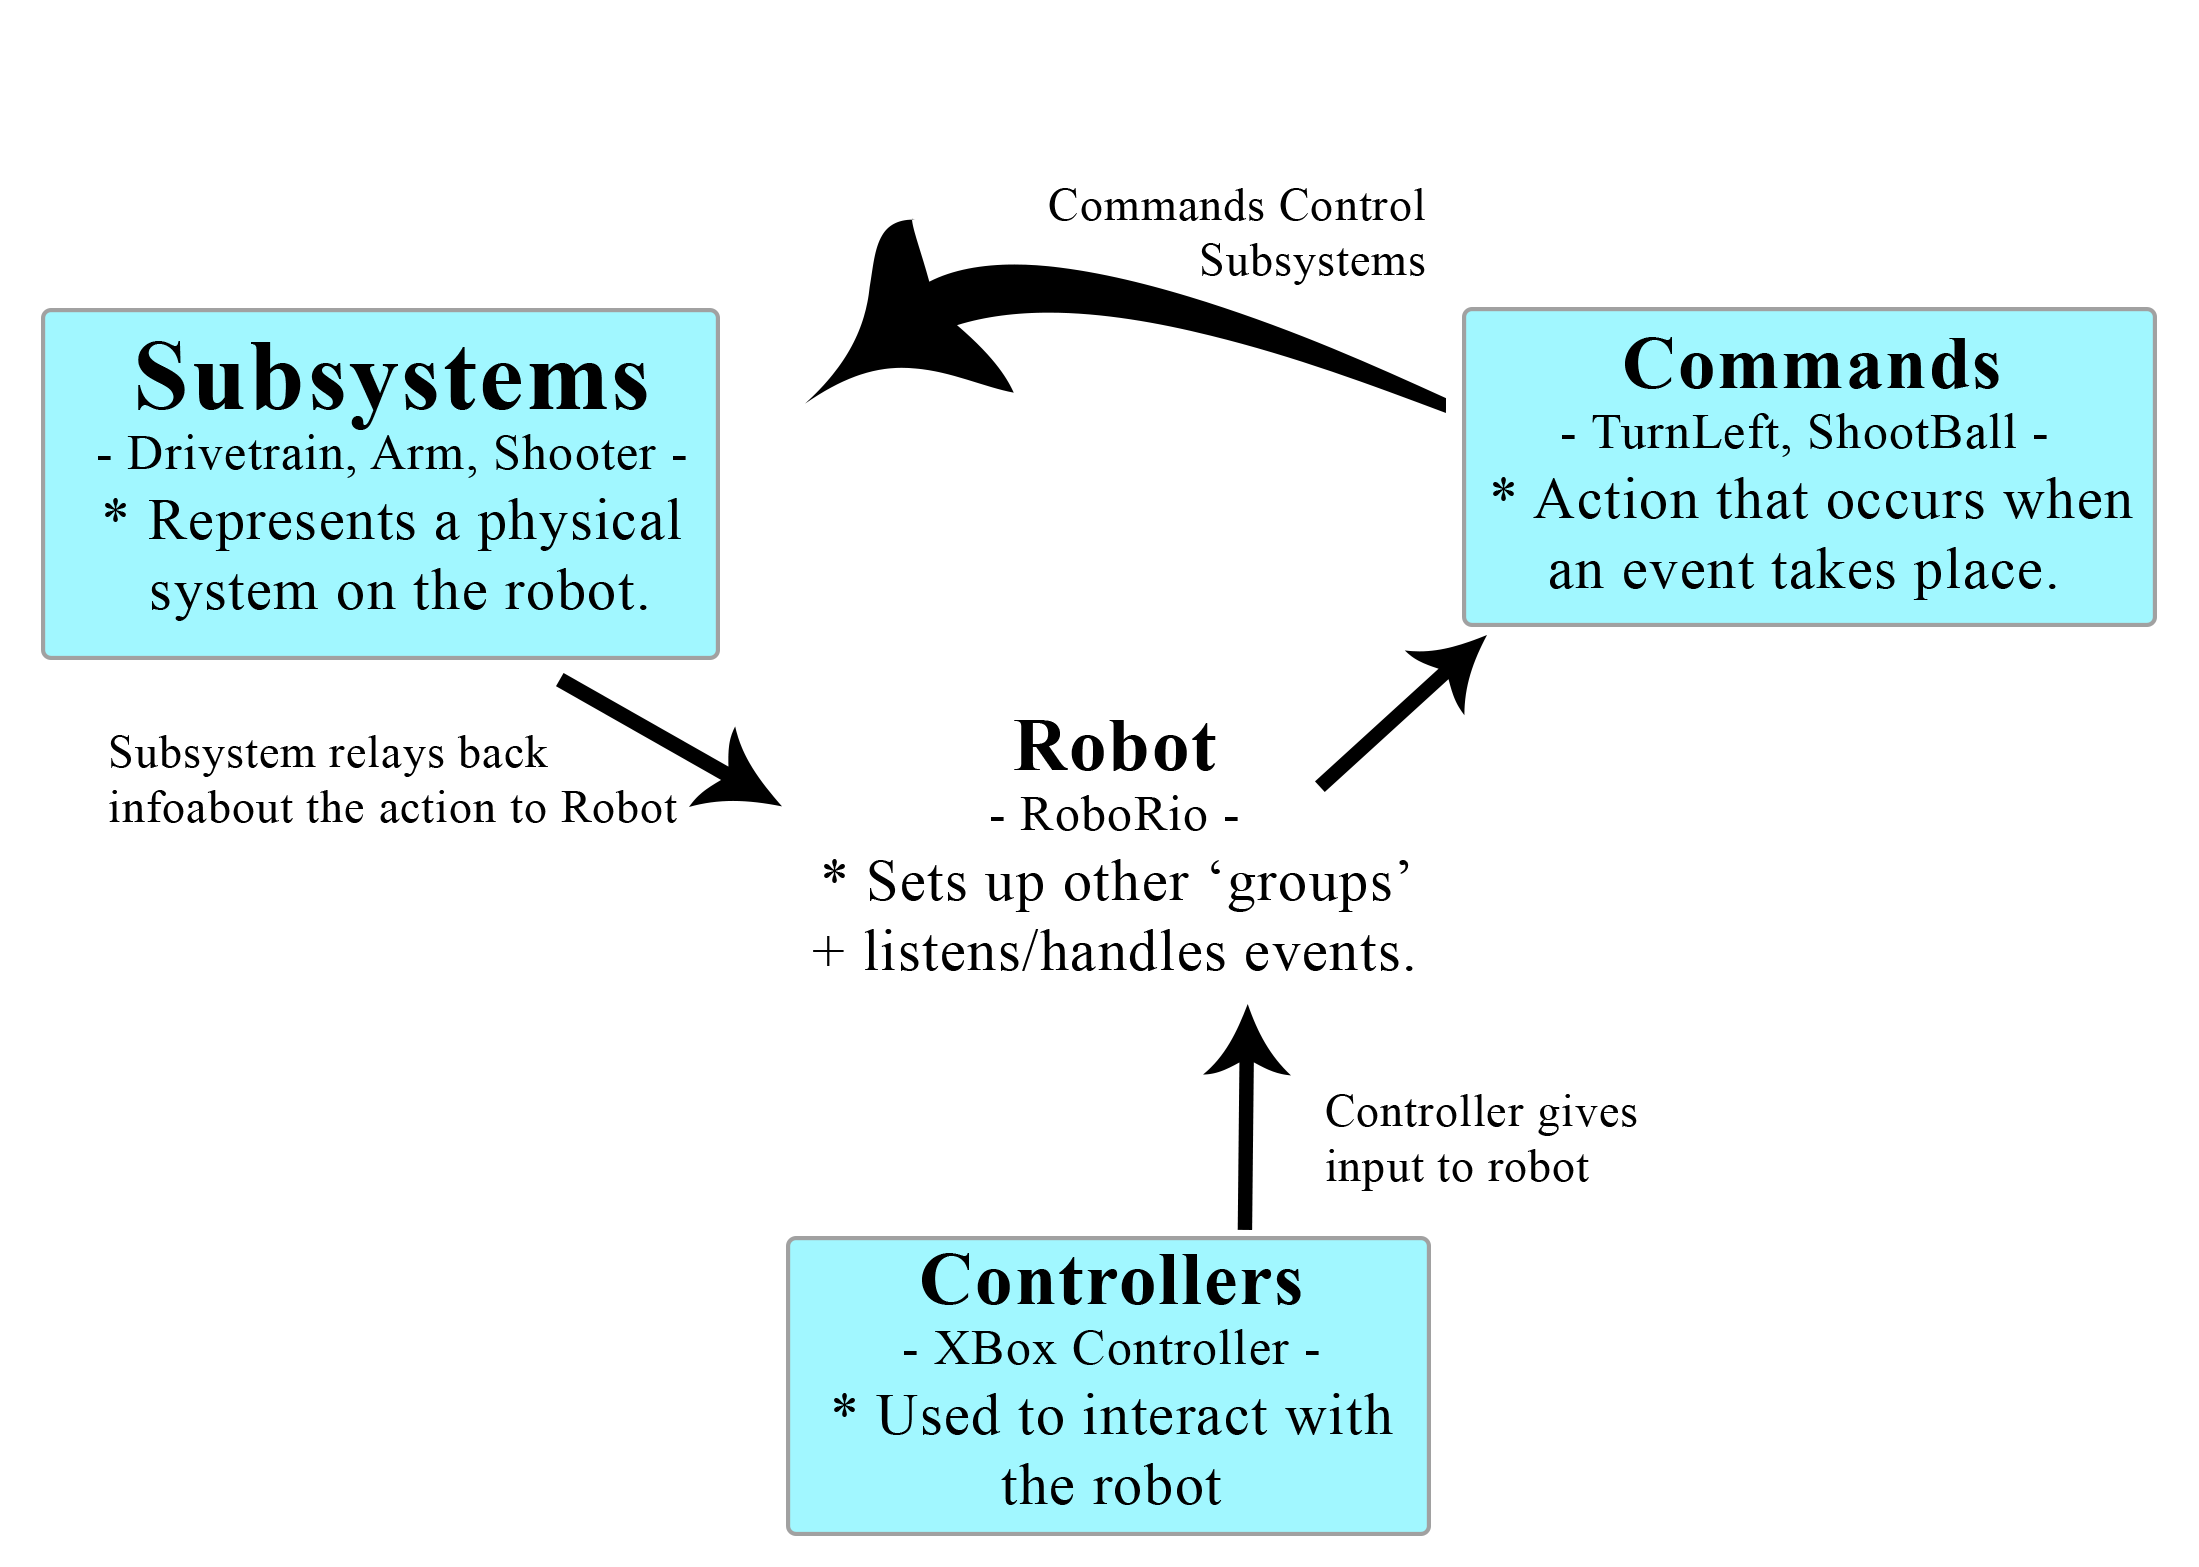 Commands Control
Subsystems
Subsystems
- Drivetrain, Arm, Shooter -
* Represents a physical
system on the robot.
Commands
- TurnLeft, ShootBall -
* Action that occurs when
an event takes place.
Subsystem relays back
infoabout the action to Robot
Robot
- RoboRio -
* Sets up other ‘groups’
+ listens/handles events.
Controller gives
input to robot
Controllers
- XBox Controller -
* Used to interact with
the robot